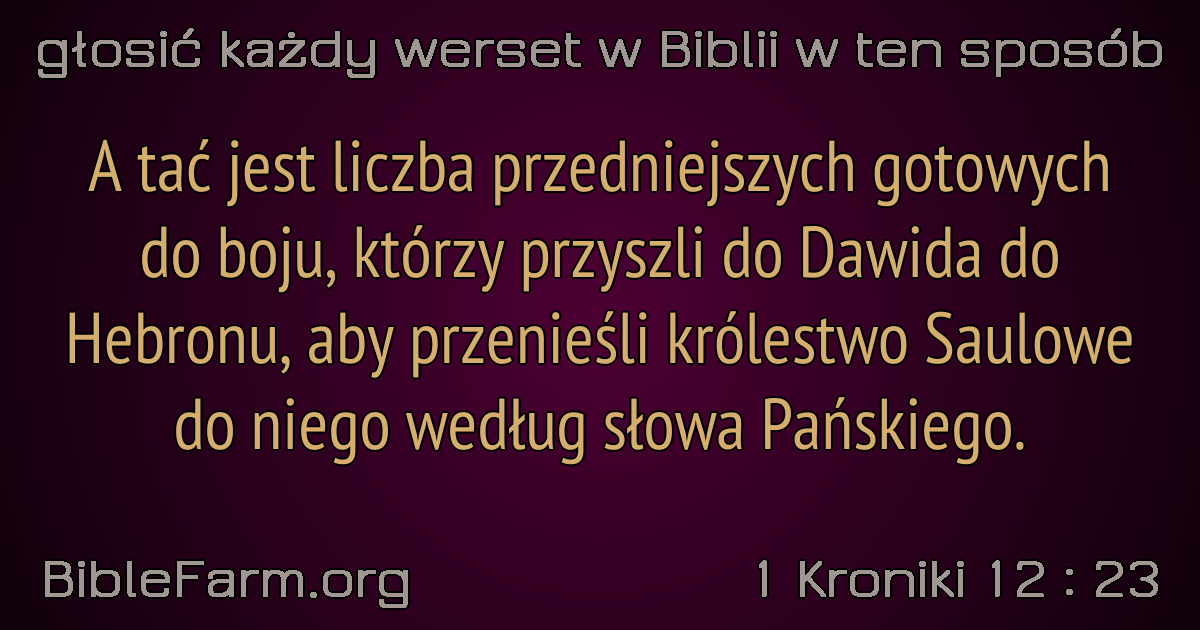 głosić każdy werset w Biblii w ten sposób
A tać jest liczba przedniejszych gotowych
do boju, którzy przyszli do Dawida do
Hebronu, aby przenieśli królestwo Saulowe
do niego według słowa Pańskiego.
BibleFarm.org
1 Kroniki 12 : 23